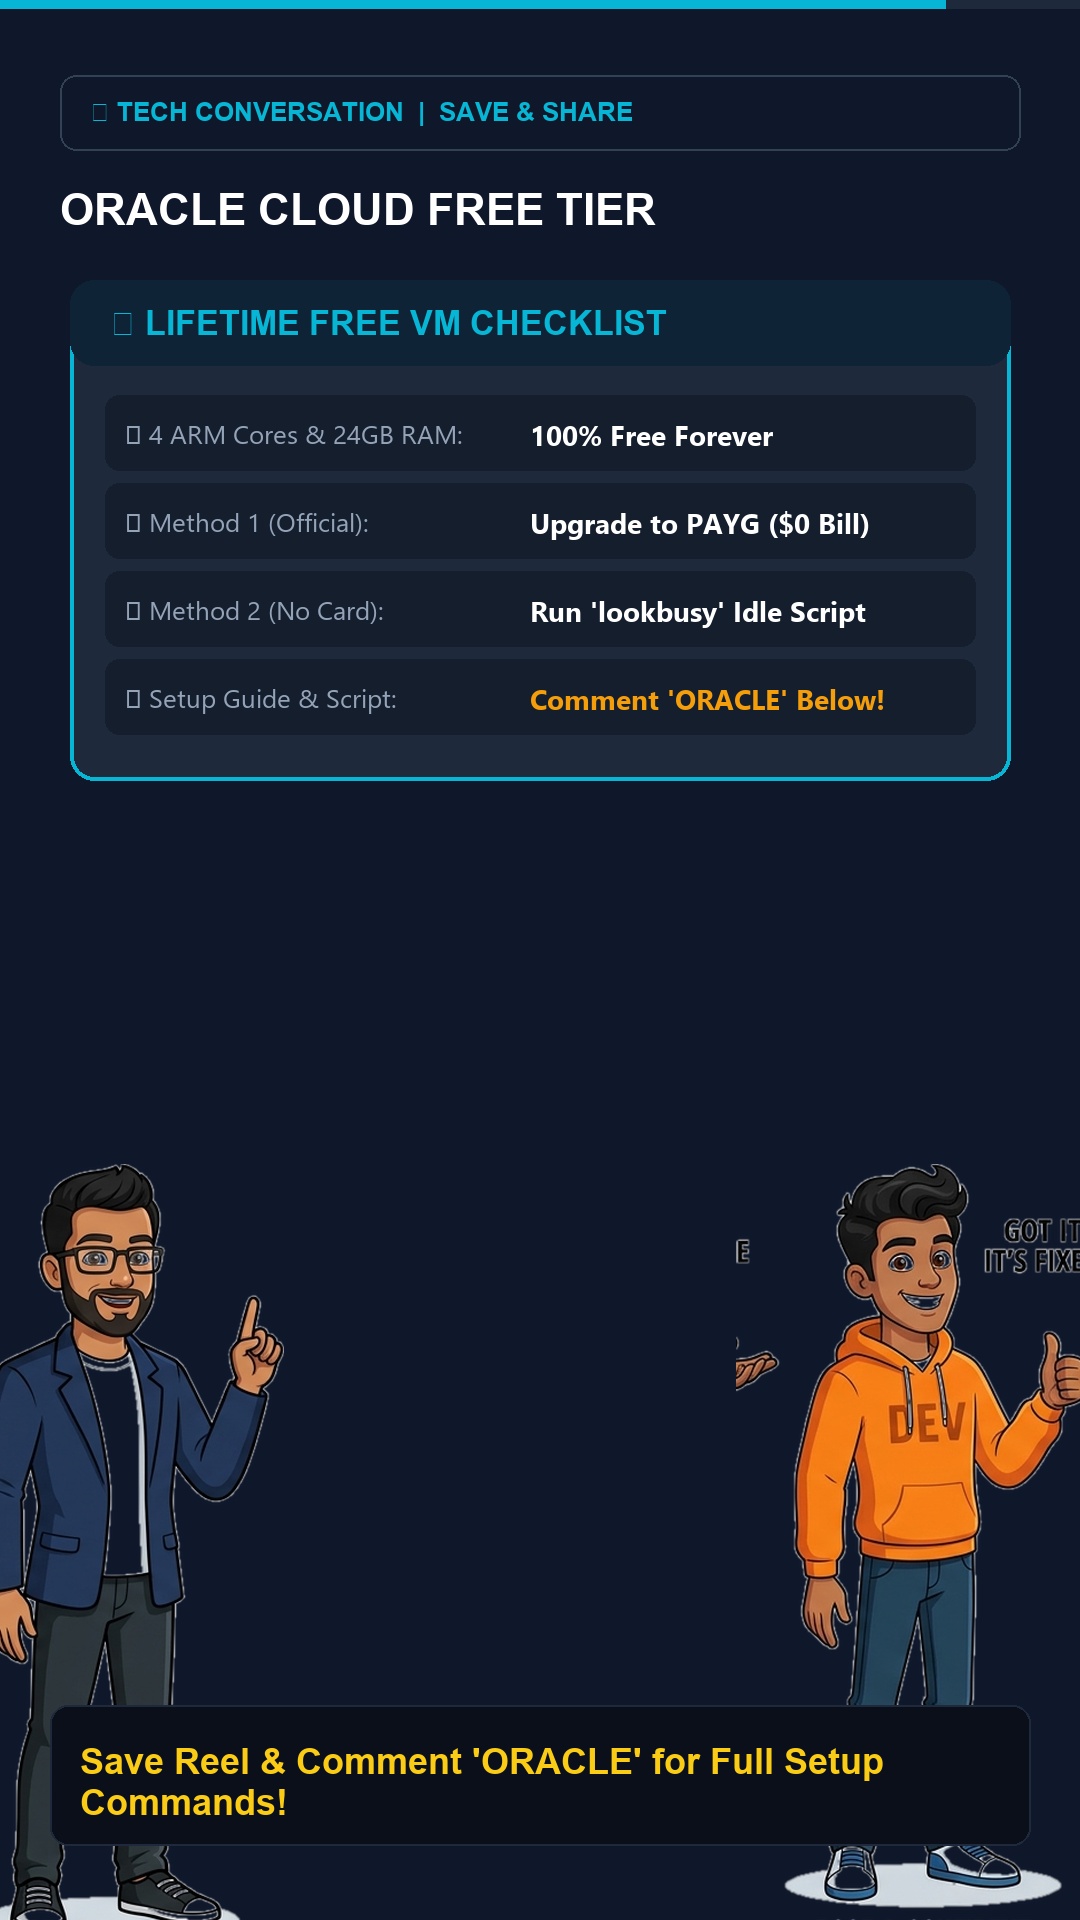 TECH CONVERSATION | SAVE & SHARE
ORACLE CLOUD FREE TIER
LIFETIME FREE VM CHECKLIST
4 ARM Cores & 24GB RAM: 100% Free Forever
Method 1 (Official): Upgrade to PAYG ($0 Bill)
Method 2 (No Card): Run 'lookbusy' Idle Script
Setup Guide & Script: Comment 'ORACLE' Below!
E
GOT IT
IT'S FIXE
DEV
Save Reel & Comment 'ORACLE' for Full Setup
Commands!